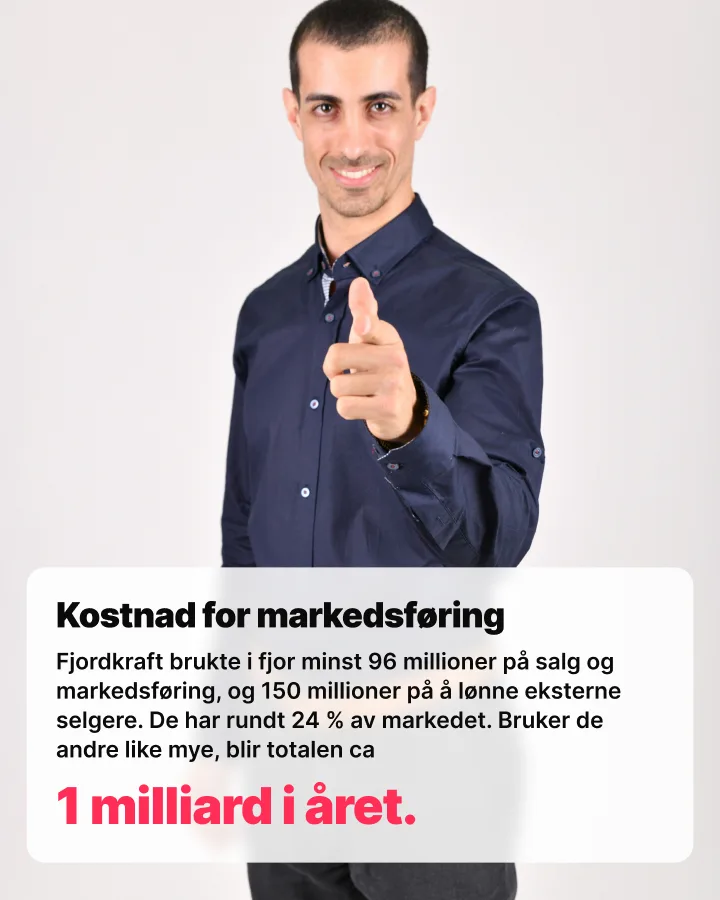 Kostnad for markedsføring
Fjordkraft brukte i fjor minst 96 millioner på salg og
markedsføring, og 150 millioner på å lønne eksterne
selgere. De har rundt 24 % av markedet. Bruker de
andre like mye, blir totalen ca
1 milliard i året.